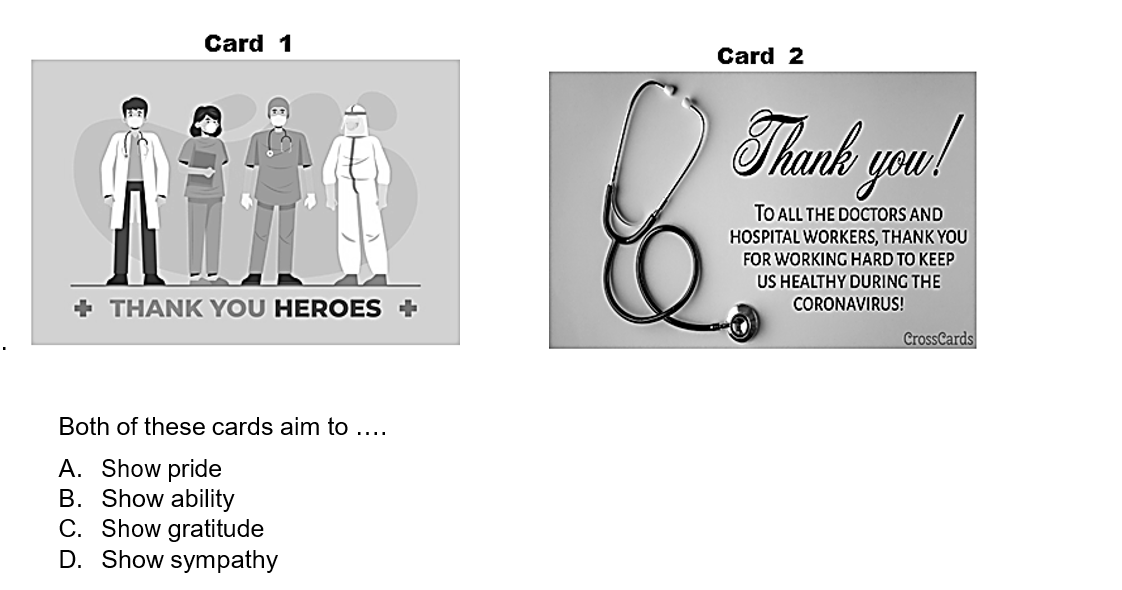 Card 1
THANK YOU HEROES
Card 2
Thank you!
TO ALL THE DOCTORS AND
HOSPITAL WORKERS, THANK YOU
FOR WORKING HARD TO KEEP
US HEALTHY DURING THE
CORONAVIRUS!
CrossCards
.
Both of these cards aim to ….
A. Show pride
B. Show ability
C. Show gratitude
D. Show sympathy